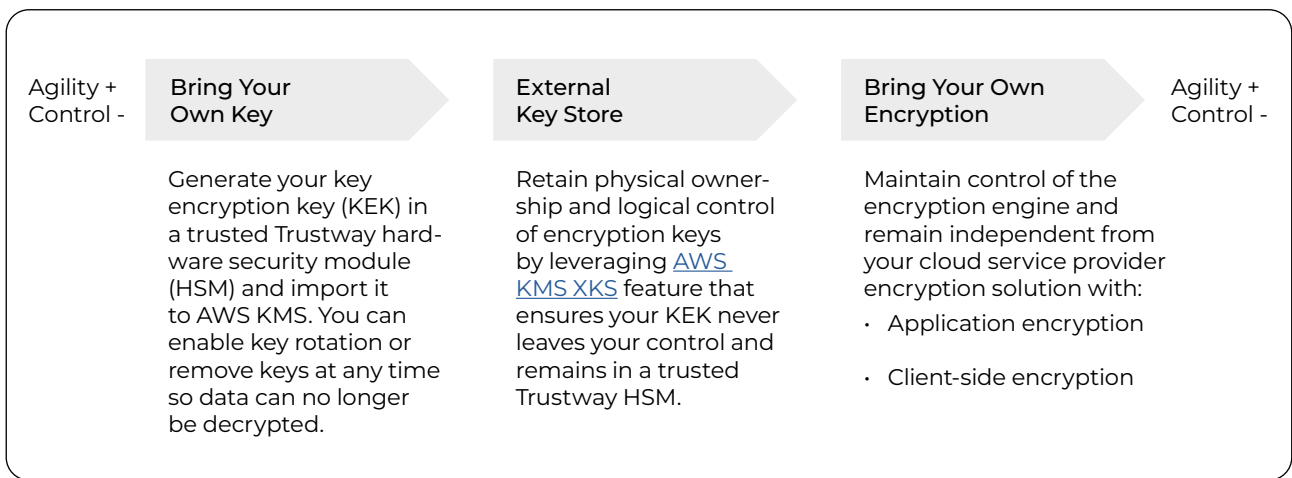 Agility +
Control -
Bring Your
Own Key
External
Key Store
Bring Your Own
Encryption
Agility +
Control -
Generate your key
encryption key (KEK) in
a trusted Trustway hard-
ware security module
(HSM) and import it
to AWS KMS. You can
enable key rotation or
remove keys at any time
so data can no longer
be decrypted.
Retain physical owner-
ship and logical control
of encryption keys
by leveraging AWS
KMS XKS feature that
ensures your KEK never
leaves your control and
remains in a trusted
Trustway HSM.
Maintain control of the
encryption engine and
remain independent from
your cloud service provider
encryption solution with:
· Application encryption
· Client-side encryption